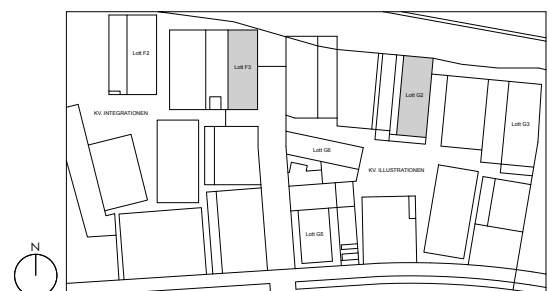 Lott F2
Lott F3
Lott G2
KV. INTEGRATIONEN
Lott G3
Lott G6
KV. ILLUSTRATIONEN
Lott G5
N